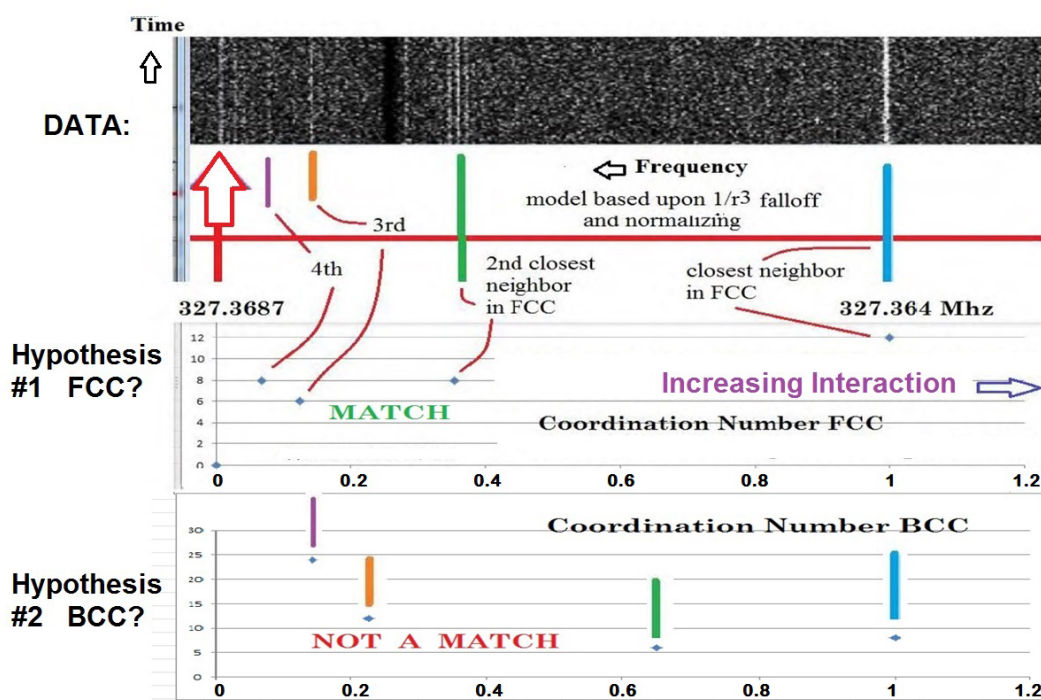 Time
DATA:
Frequency
model based upon 1/r3 falloff
and normalizing
3rd
4th
2nd closest
neighbor
in FCC
closest neighbor
in FCC
327.3687
327.364 Mhz
Hypothesis
#1 FCC?
12
10
8
6
4
2
0
MATCH
Increasing Interaction
Coordination Number FCC
0 0.2 0.4 0.6 0.8 1 1.2
Hypothesis
#2 BCC?
Coordination Number BCC
30
25
20
15
10
5
0
NOT A MATCH
0 0.2 0.4 0.6 0.8 1 1.2